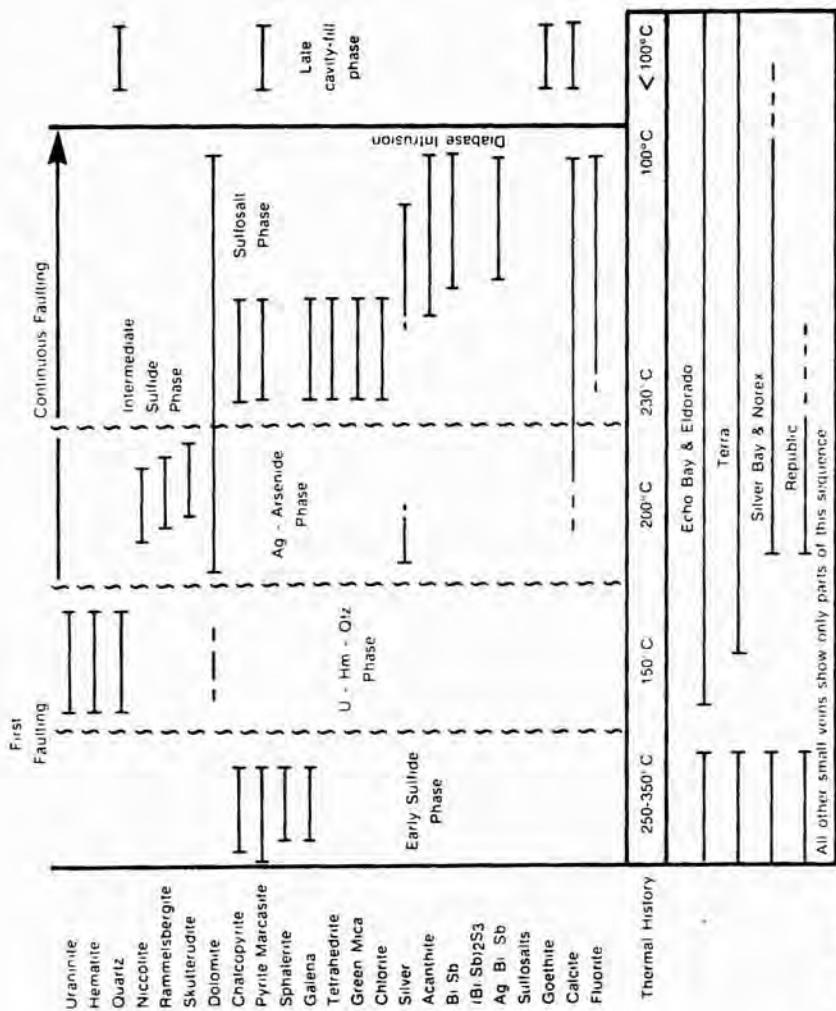 First
Faulting
Continuous Faulting
Uraninite
Hematite
Quartz
Niccolite
Rammelsbergite
Skutterudite
Dolomite
Chalcopyrite
Pyrite Marcasite
Sphalerite
Galena
Tetrahedrite
Green Mica
Chlorite
Silver
Acanthite
Bi Sb
(Bi Sb)2S3
Ag Bi Sb
Sulfosalts
Goethite
Calcite
Fluorite
Early Sulfide
Phase
U - Hm - Qtz
Phase
Ag - Arsenide
Phase
Intermediate
Sulfide
Phase
Sulfosalt
Phase
Diabase Intrusion
Late
cavity-fill
phase
Thermal History
250-350°C
150°C
200°C
230°C
100°C
< 100°C
Echo Bay & Eldorado
Terra
Silver Bay & Norex
Republic
All other small veins show only parts of this sequence